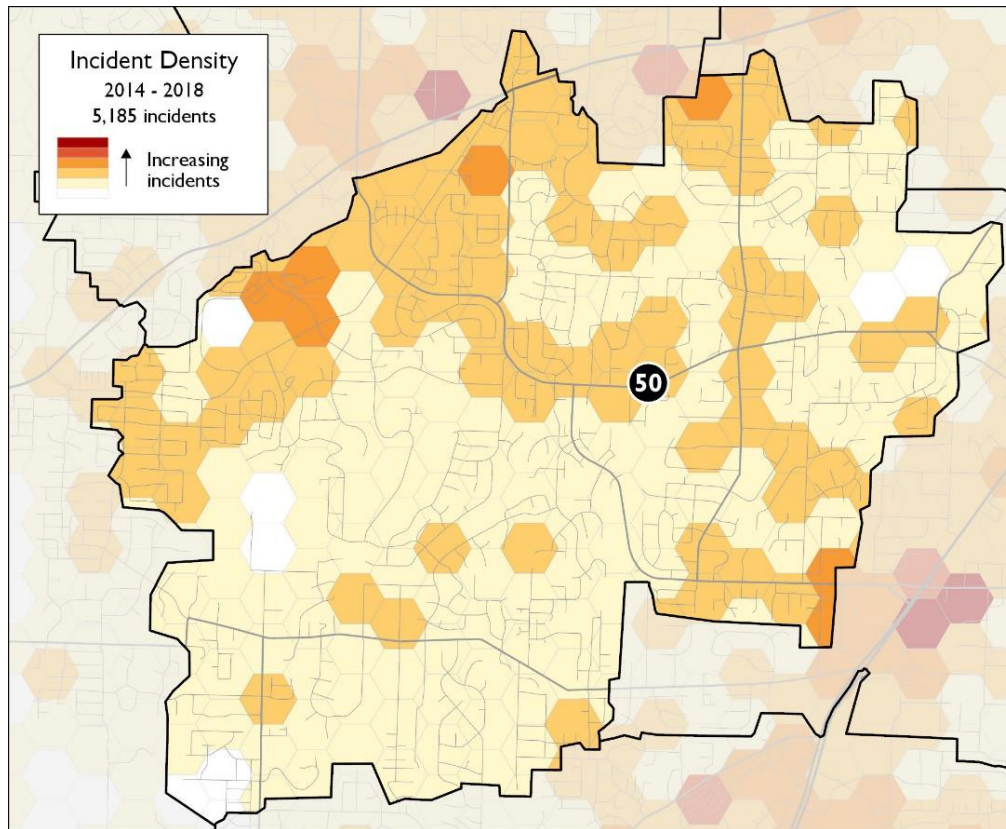 Incident Density
2014 - 2018
5,185 incidents
Increasing
incidents
50